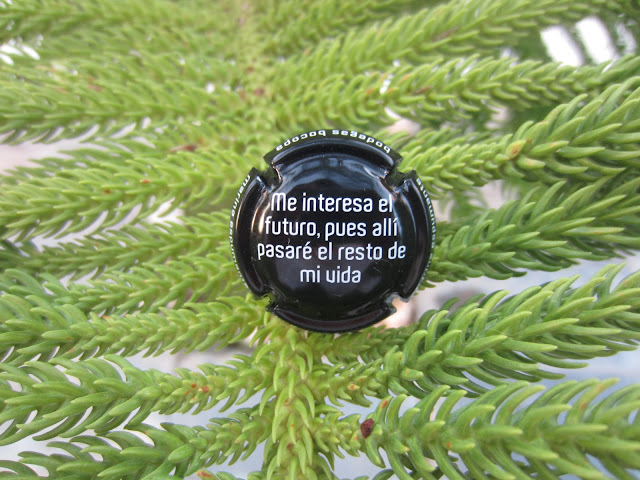 bodegas bocopa
Me interesa el
futuro, pues allí
pasaré el resto de
mi vida